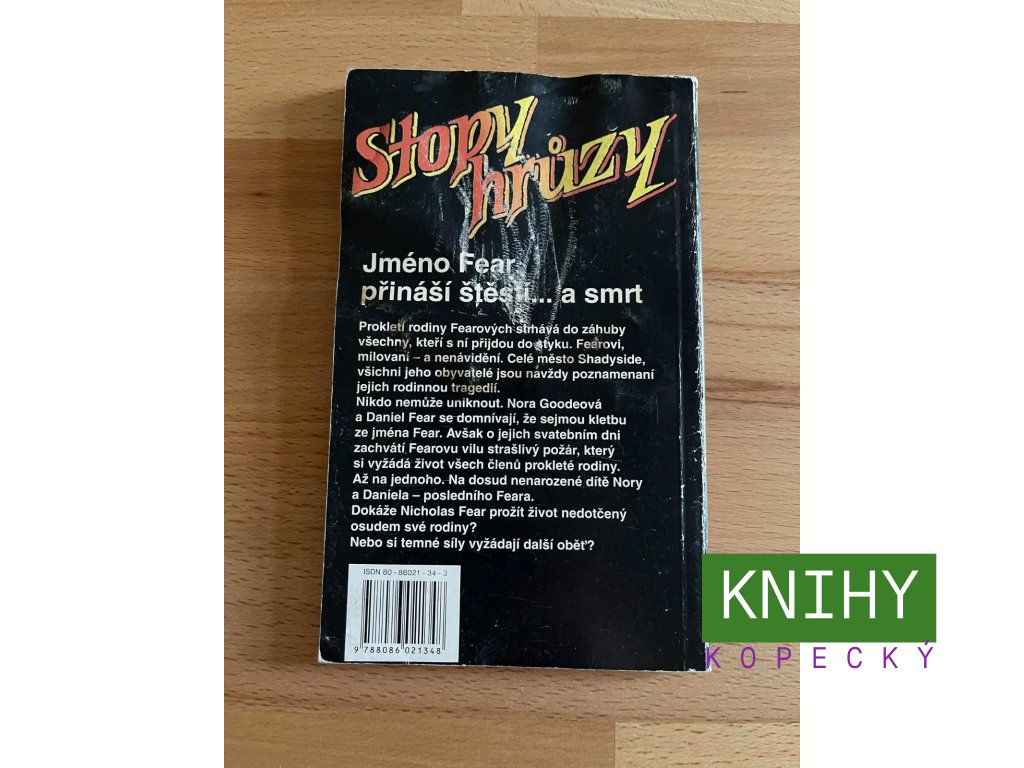 Stopy
hrůzy
Jméno Fear
přináší štěstí... a smrt
Prokletí rodiny Fearových strhává do záhuby
všechny, kteří s ní přijdou do styku. Fearovi,
milovaní – a nenávidění. Celé město Shadyside,
všichni jeho obyvatelé jsou navždy poznamenaní
jejich rodinnou tragedií.
Nikdo nemůže uniknout. Nora Goodeová
a Daniel Fear se domnívají, že sejmou kletbu
ze jména Fear. Avšak o jejich svatebním dni
zachvátí Fearovu vilu strašlivý požár, který
si vyžádá život všech členů prokleté rodiny.
Až na jednoho. Na dosud nenarozené dítě Nory
a Daniela – posledního Feara.
Dokáže Nicholas Fear prožít život nedotčený
osudem své rodiny?
Nebo si temné síly vyžádají další oběť?
ISDN 80 - 86021 - 34 - 3
9 788086 021348
KNIHY
KOPECKÝ